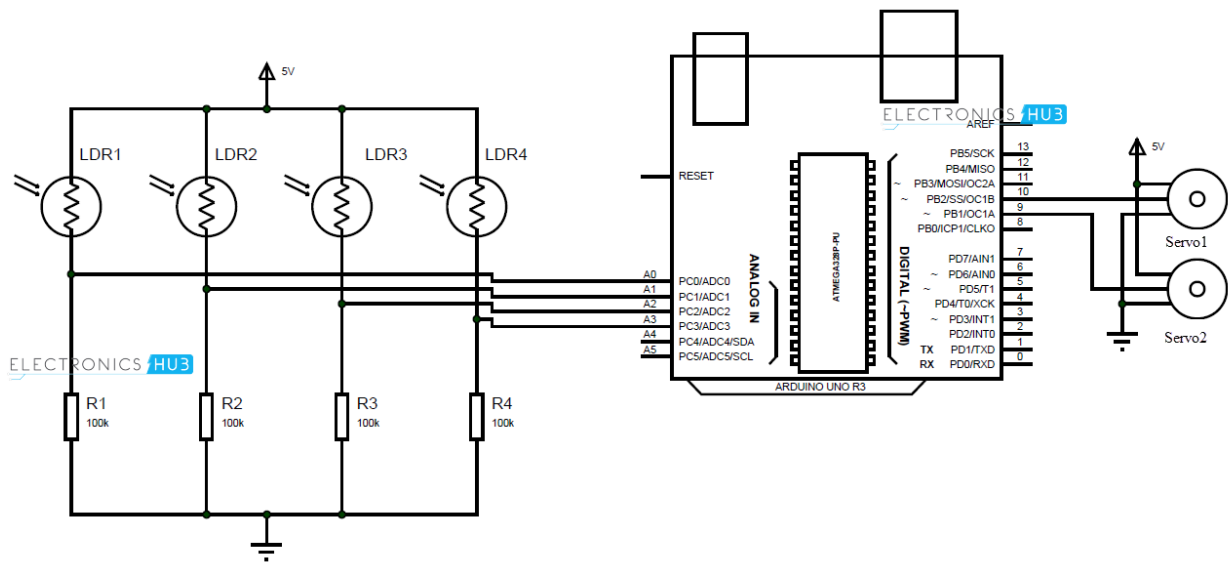 5V
LDR1
LDR2
LDR3
LDR4
R1
100k
R2
100k
R3
100k
R4
100k
ELECTRONICS HUB
ELECTRONICS HUB
RESET
A0 PC0/ADC0
A1 PC1/ADC1
A2 PC2/ADC2
A3 PC3/ADC3
A4 PC4/ADC4/SDA
A5 PC5/ADC5/SCL
ANALOG IN
ATMEGA328P-PU
DIGITAL (~PWM)
AREF
PB5/SCK 13
PB4/MISO 12
~ PB3/MOSI/OC2A 11
~ PB2/SS/OC1B 10
~ PB1/OC1A 9
PB0/ICP1/CLKO 8
PD7/AIN1 7
~ PD6/AIN0 6
~ PD5/T1 5
PD4/T0/XCK 4
~ PD3/INT1 3
PD2/INT0 2
TX PD1/TXD 1
RX PD0/RXD 0
ARDUINO UNO R3
5V
Servo1
Servo2